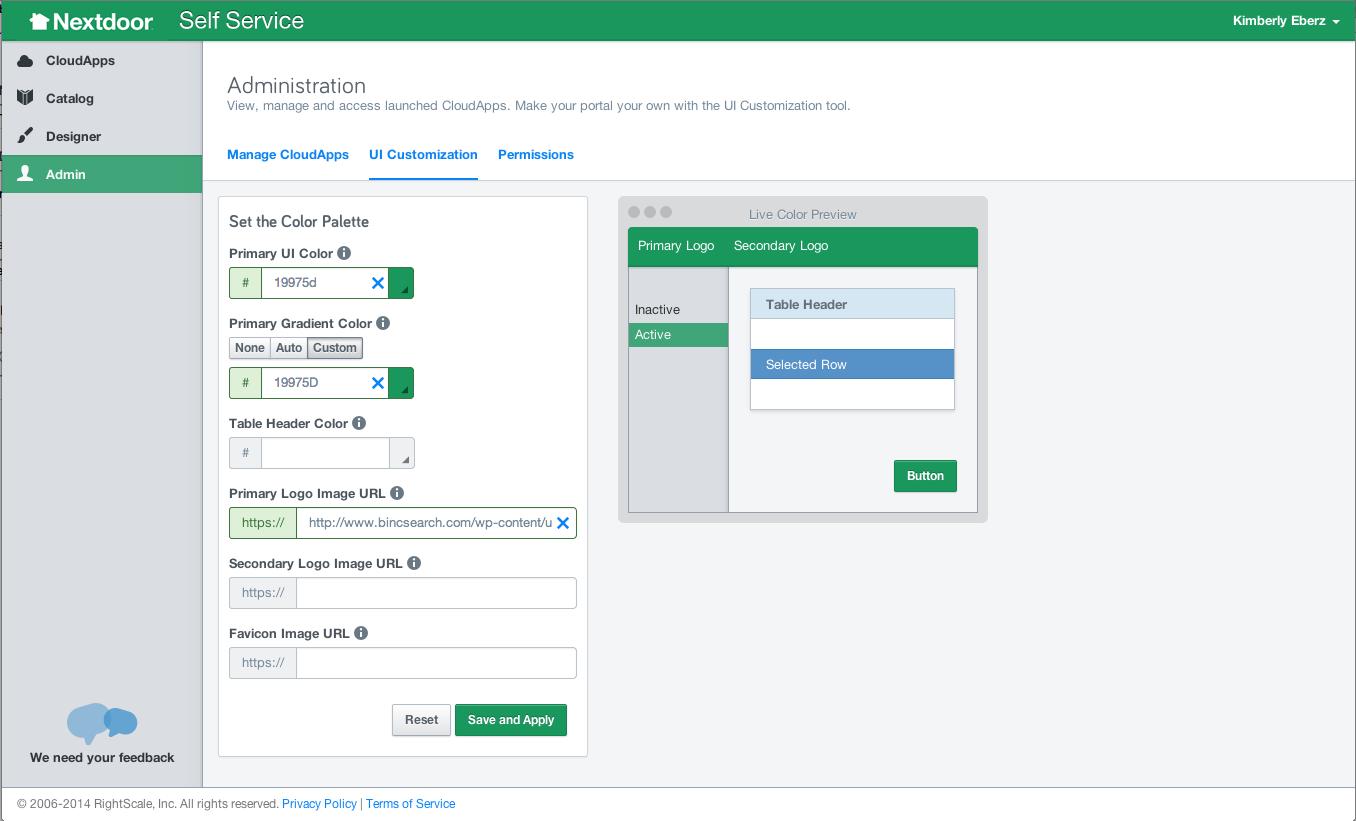 Nextdoor Self Service Kimberly Eberz
CloudApps
Catalog
Designer
Admin
We need your feedback
Administration
View, manage and access launched CloudApps. Make your portal your own with the UI Customization tool.
Manage CloudApps UI Customization Permissions
Set the Color Palette
Primary UI Color
# 19975d
Primary Gradient Color
None Auto Custom
# 19975D
Table Header Color
#
Primary Logo Image URL
https:// http://www.bincsearch.com/wp-content/u
Secondary Logo Image URL
https://
Favicon Image URL
https://
Reset Save and Apply
Live Color Preview
Primary Logo Secondary Logo
Inactive
Active
Table Header
Selected Row
Button
© 2006-2014 RightScale, Inc. All rights reserved. Privacy Policy | Terms of Service